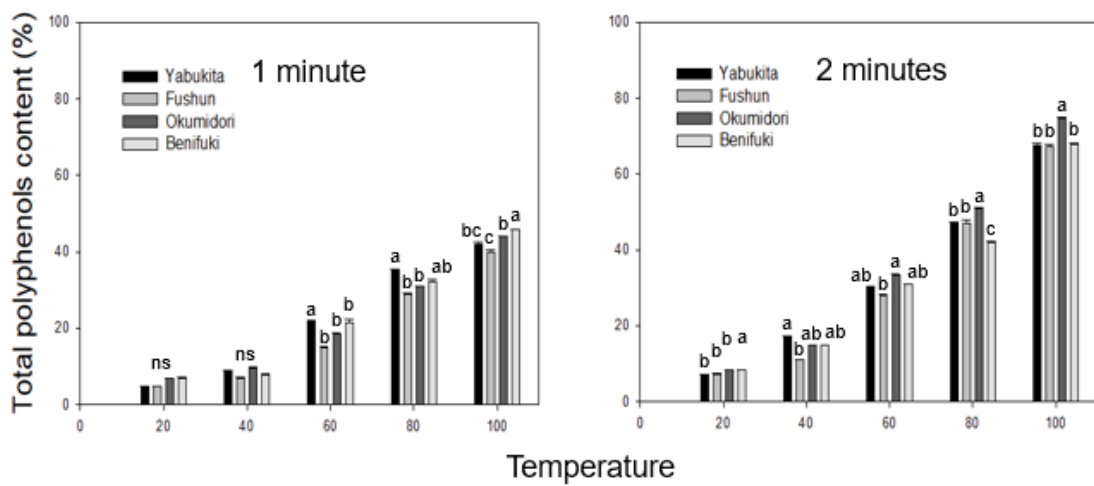 Total polyphenols content (%)
100
80
60
40
20
0
1 minute
Yabukita
Fushun
Okumidori
Benifuki
ns
ns
a
b
b
b
a
b
b
ab
bc
c
b
a
0
20
40
60
80
100
100
80
60
40
20
0
2 minutes
Yabukita
Fushun
Okumidori
Benifuki
b
b
b
a
a
b
ab
ab
ab
b
a
ab
b
b
a
c
b
b
a
b
0
20
40
60
80
100
Temperature